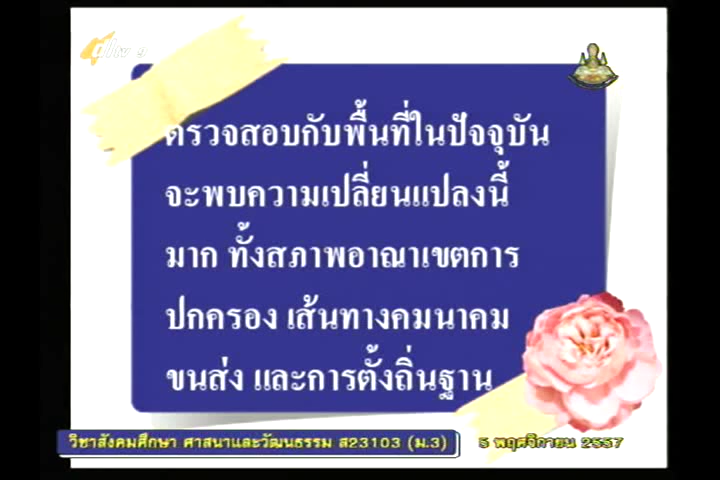 ตรวจสอบกับพื้นที่ในปัจจุบัน
จะพบความเปลี่ยนแปลงนี้
มาก ทั้งสภาพอาณาเขตการ
ปกครอง เส้นทางคมนาคม
ขนส่ง และการตั้งถิ่นฐาน
วิชาสังคมศึกษา ศาสนาและวัฒนธรรม ส23103 (ม.3)
5 พฤศจิกายน 2557